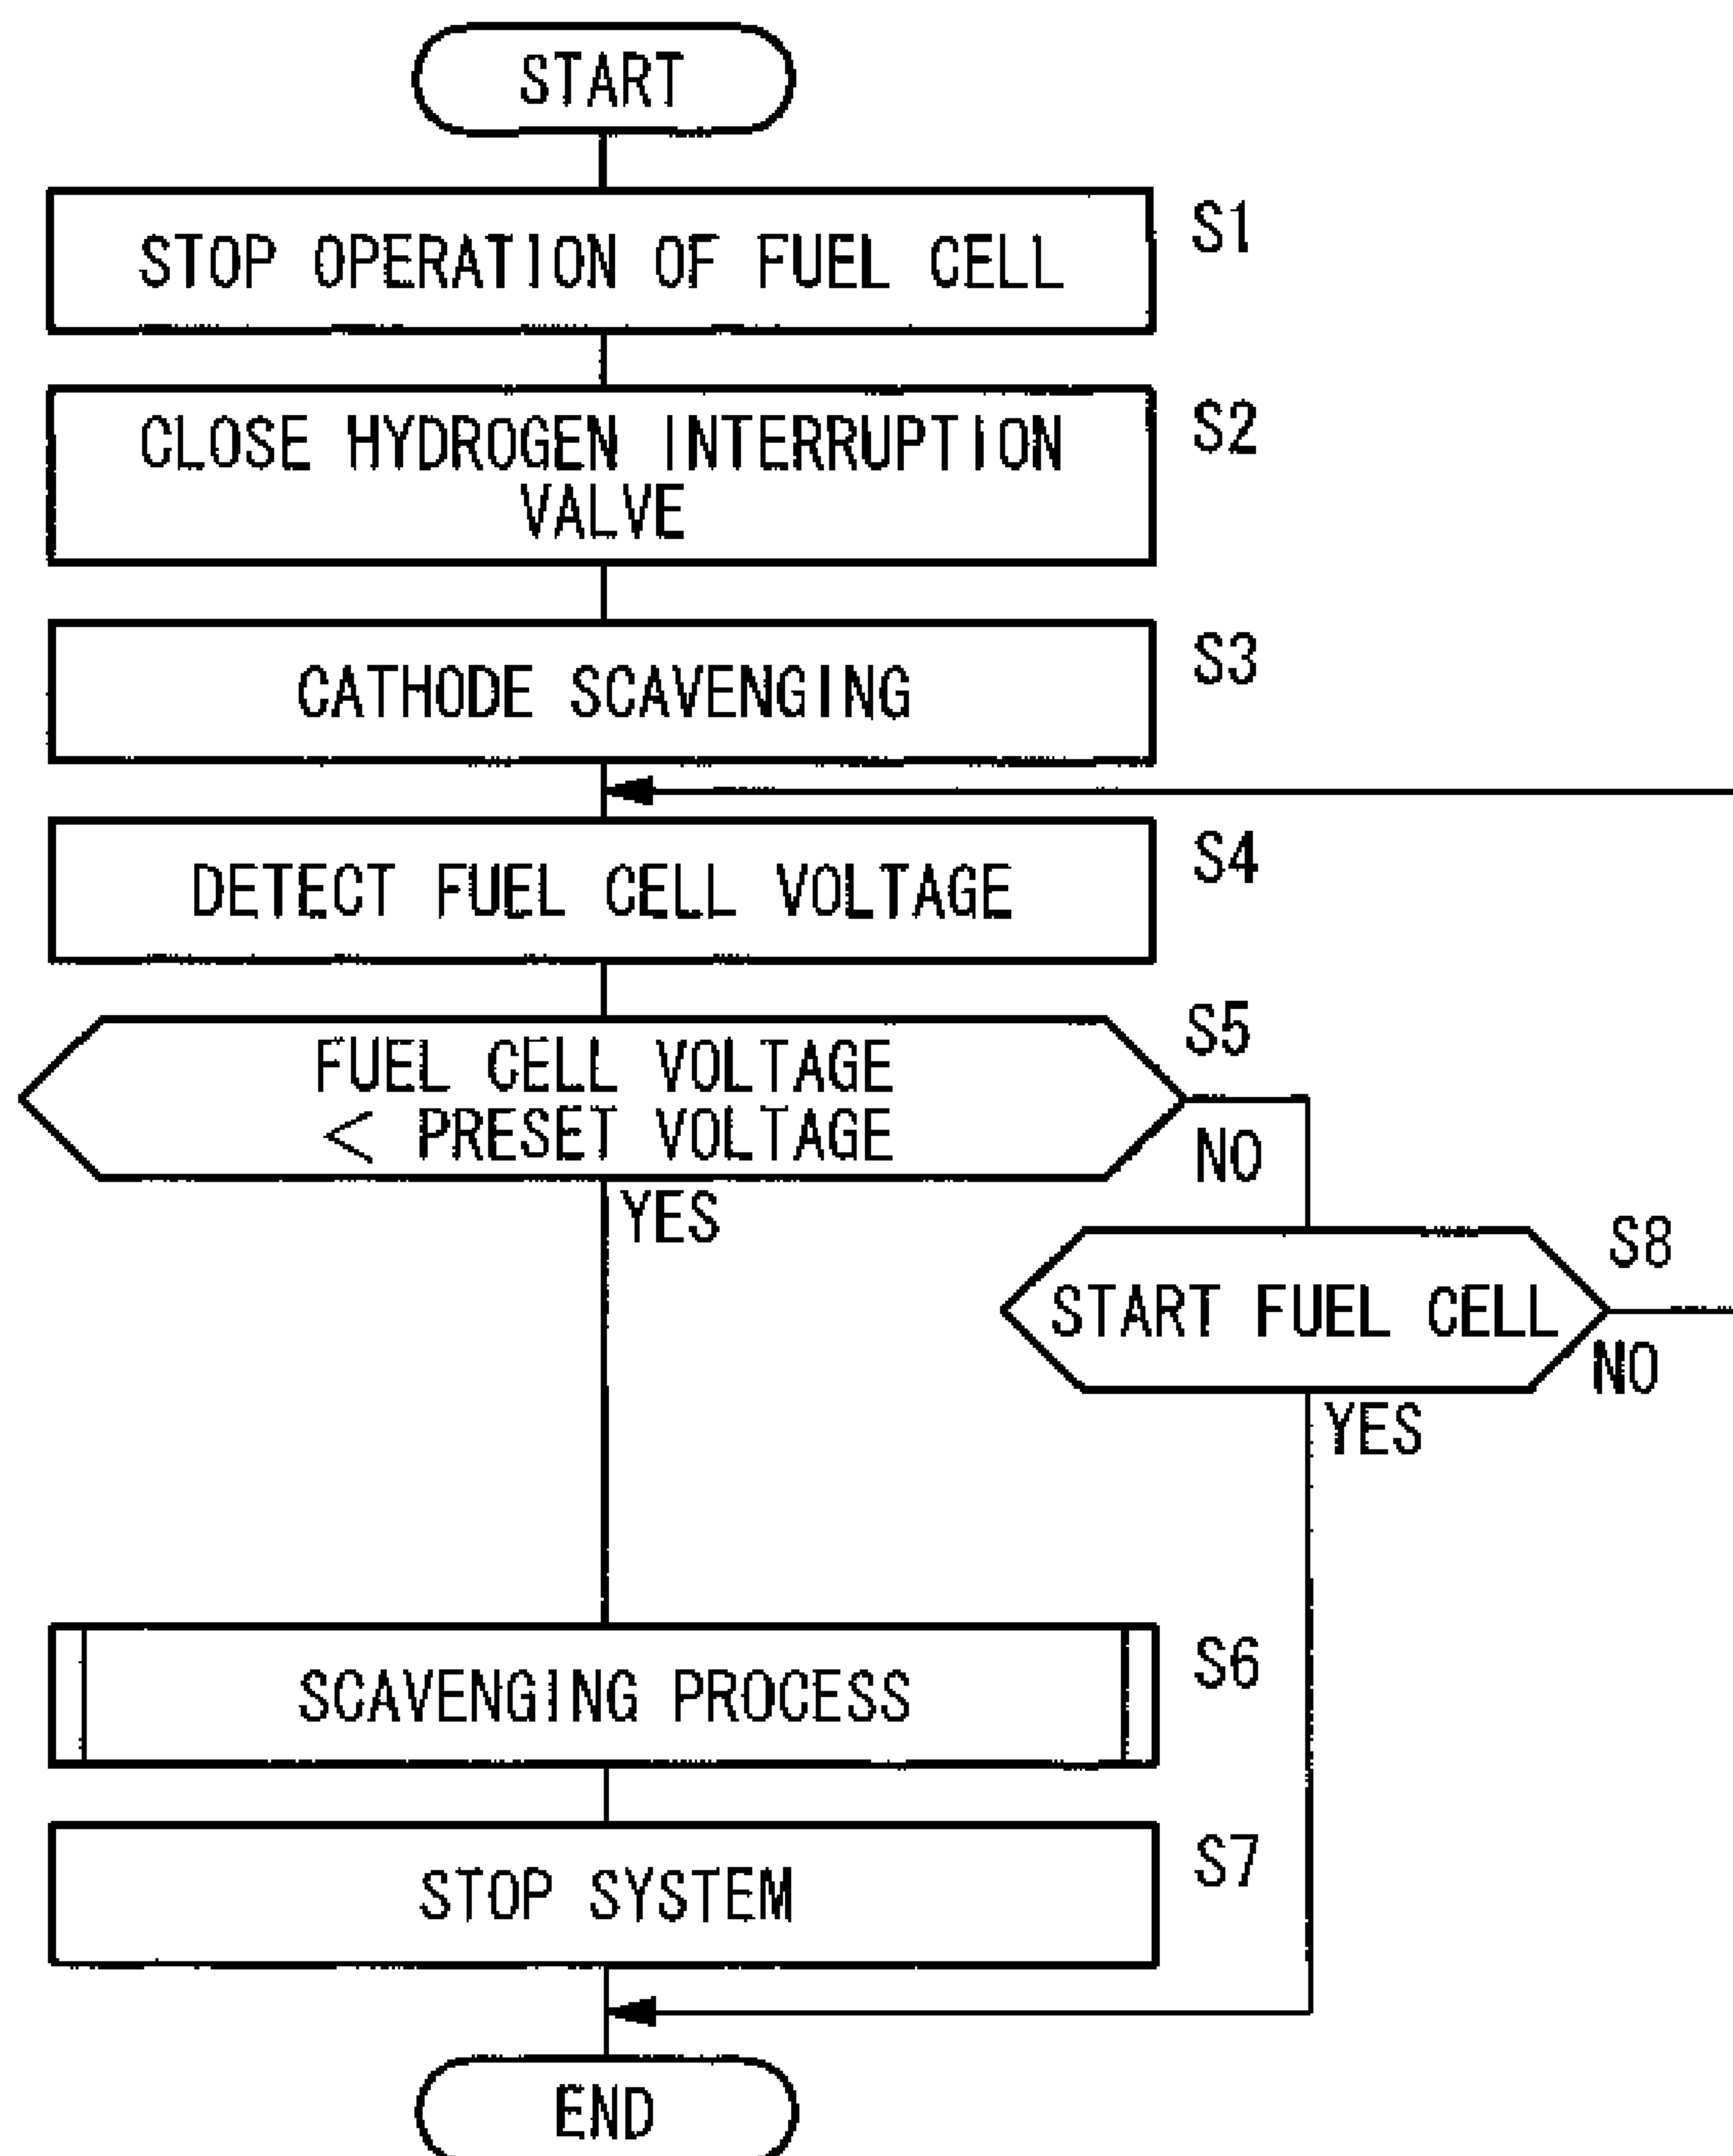 START
STOP OPERATION OF FUEL CELL
S1
CLOSE HYDROGEN INTERRUPTION
VALVE
S2
CATHODE SCAVENGING
S3
DETECT FUEL CELL VOLTAGE
S4
FUEL CELL VOLTAGE
< PRESET VOLTAGE
S5
NO
YES
START FUEL CELL
S8
NO
YES
SCAVENGING PROCESS
S6
STOP SYSTEM
S7
END